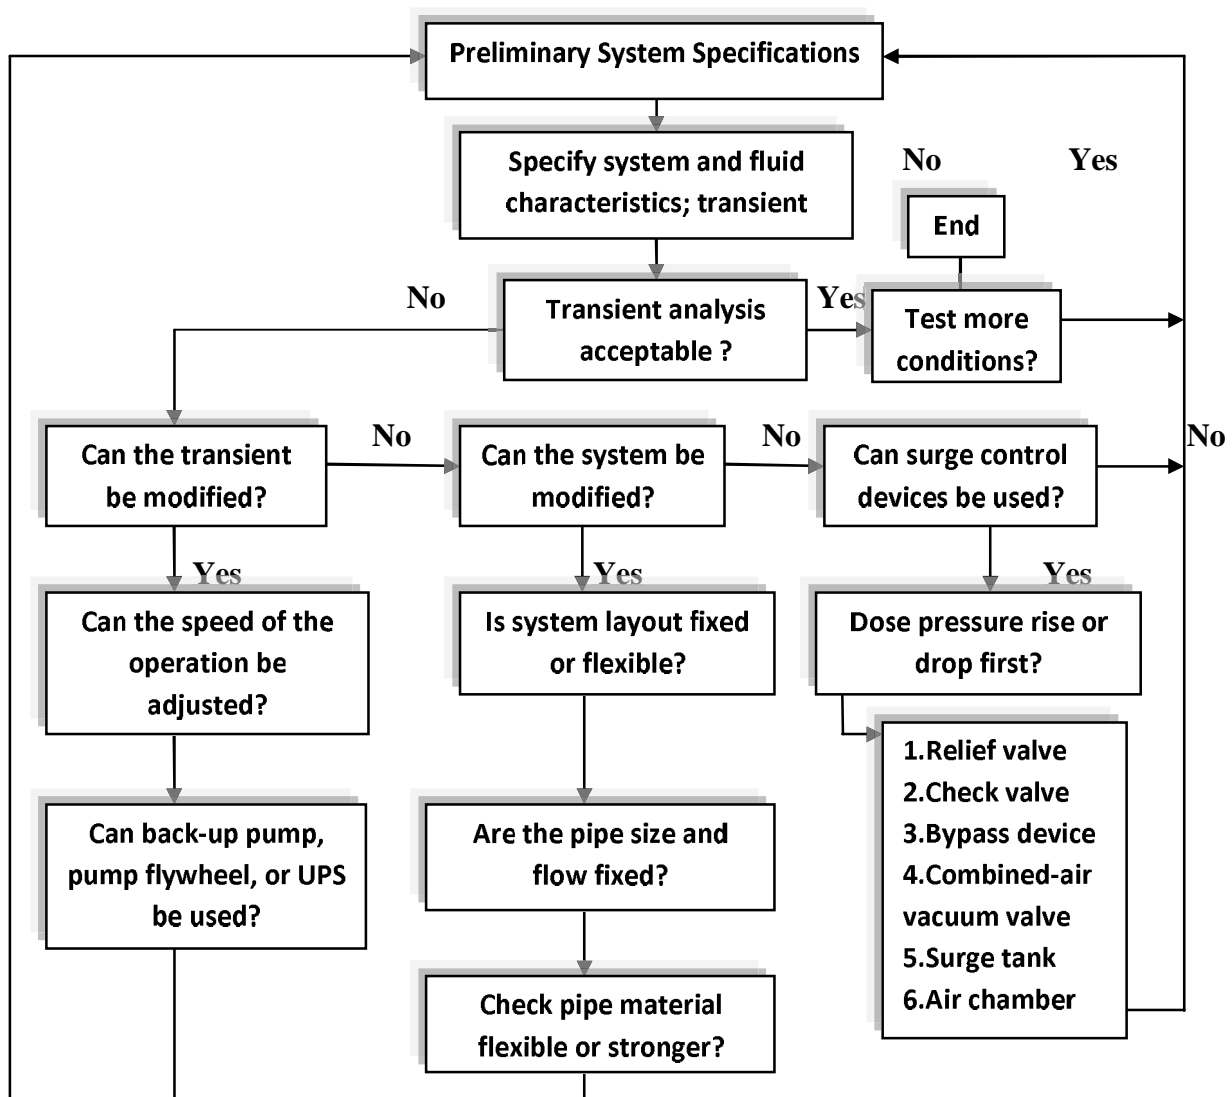 Preliminary System Specifications
Specify system and fluid
characteristics; transient
No
Yes
End
No
Transient analysis
acceptable ?
Yes
Test more
conditions?
Can the transient
be modified?
No
Can the system be
modified?
No
Can surge control
devices be used?
No
Yes
Yes
Yes
Can the speed of the
operation be
adjusted?
Is system layout fixed
or flexible?
Dose pressure rise or
drop first?
1.Relief valve
2.Check valve
3.Bypass device
4.Combined-air
vacuum valve
5.Surge tank
6.Air chamber
Can back-up pump,
pump flywheel, or UPS
be used?
Are the pipe size and
flow fixed?
Check pipe material
flexible or stronger?